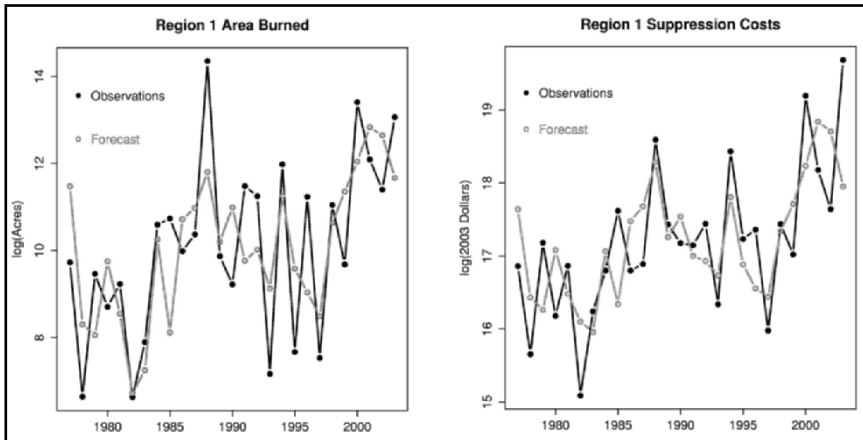 Region 1 Area Burned
log(Acres)
14
12
10
8
Observations
Forecast
1980 1985 1990 1995 2000
Region 1 Suppression Costs
log(2003 Dollars)
19
18
17
16
15
Observations
Forecast
1980 1985 1990 1995 2000